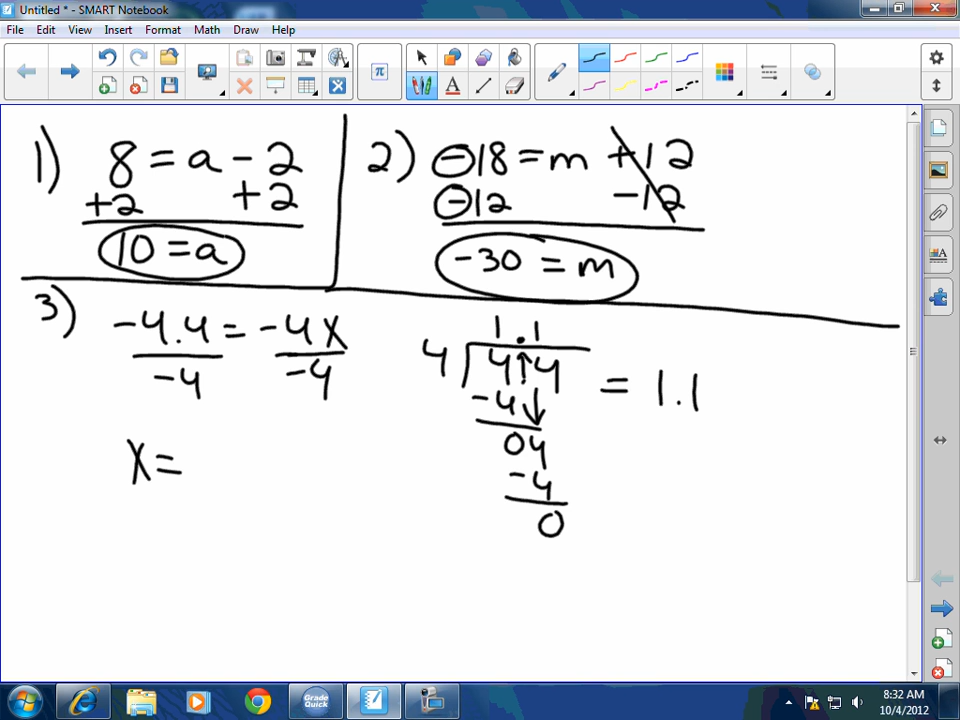 Untitled * - SMART Notebook
File Edit View Insert Format Math Draw Help
π
A
1) 8 = a - 2
+2 +2
10 = a
2) -18 = m +12
-12 -12
-30 = m
3) -4.4 = -4x
-4 -4
x =
1.1
4 4.4 = 1.1
-4
04
-4
0
Grade Quick
8:32 AM
10/4/2012